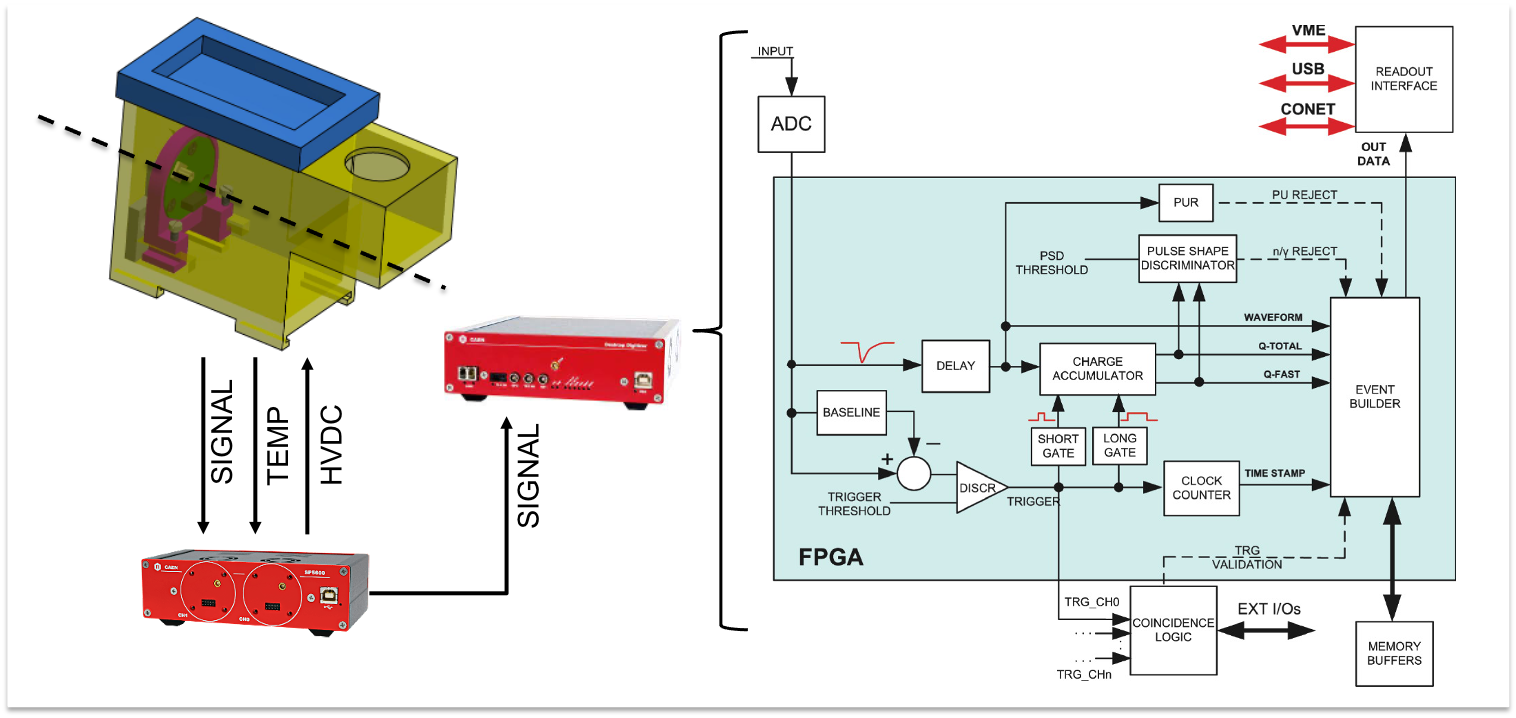 SIGNAL
TEMP
HVDC
CAEN
SP5600
CH1
CH0
SIGNAL
CAEN
Desktop Digitizer
INPUT
ADC
VME
USB
CONET
READOUT
INTERFACE
OUT
DATA
PUR
PU REJECT
PSD
THRESHOLD
PULSE SHAPE
DISCRIMINATOR
n/γ REJECT
WAVEFORM
Q-TOTAL
Q-FAST
DELAY
CHARGE
ACCUMULATOR
EVENT
BUILDER
BASELINE
SHORT
GATE
LONG
GATE
+
−
DISCR
TRIGGER
TRIGGER
THRESHOLD
CLOCK
COUNTER
TIME STAMP
FPGA
TRG
VALIDATION
TRG_CH0
. . .
. . .
TRG_CHn
COINCIDENCE
LOGIC
EXT I/Os
MEMORY
BUFFERS